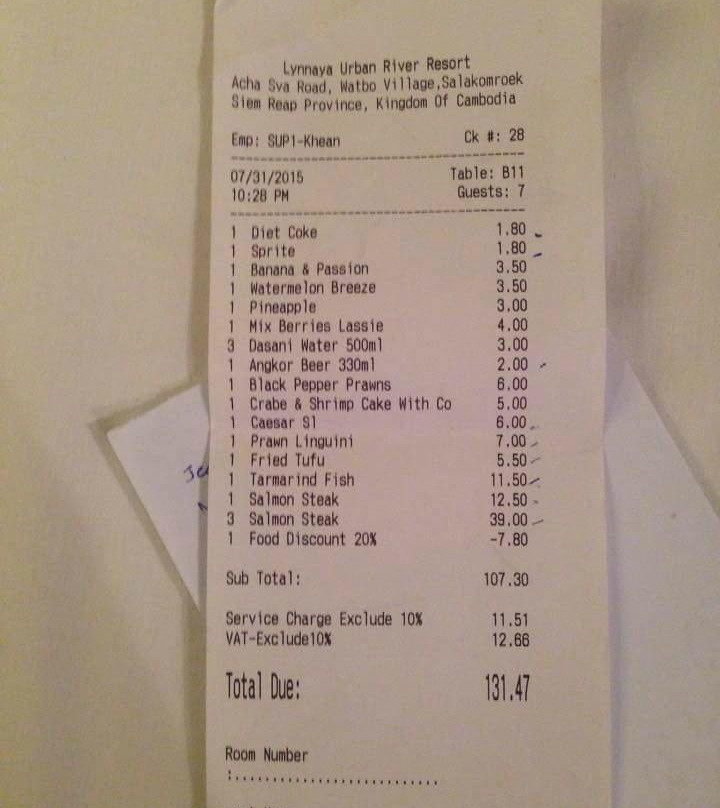 Lynnaya Urban River Resort
Acha Sva Road, Watbo Village,Salakomroek
Siem Reap Province, Kingdom Of Cambodia
Emp: SUP1-Khean Ck #: 28
07/31/2015 Table: B11
10:28 PM Guests: 7
1 Diet Coke 1.80
1 Sprite 1.80
1 Banana & Passion 3.50
1 Watermelon Breeze 3.50
1 Pineapple 3.00
1 Mix Berries Lassie 4.00
3 Dasani Water 500ml 3.00
1 Angkor Beer 330ml 2.00
1 Black Pepper Prawns 6.00
1 Crabe & Shrimp Cake With Co 5.00
1 Caesar Sl 6.00
1 Prawn Linguini 7.00
1 Fried Tufu 5.50
1 Tarmarind Fish 11.50
1 Salmon Steak 12.50
3 Salmon Steak 39.00
1 Food Discount 20% -7.80
Sub Total: 107.30
Service Charge Exclude 10% 11.51
VAT-Exclude10% 12.66
Total Due: 131.47
Room Number
:..........................